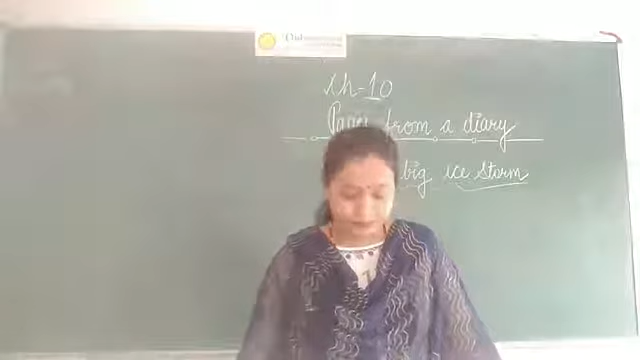 Ch-10
Pages from a diary
big ice storm